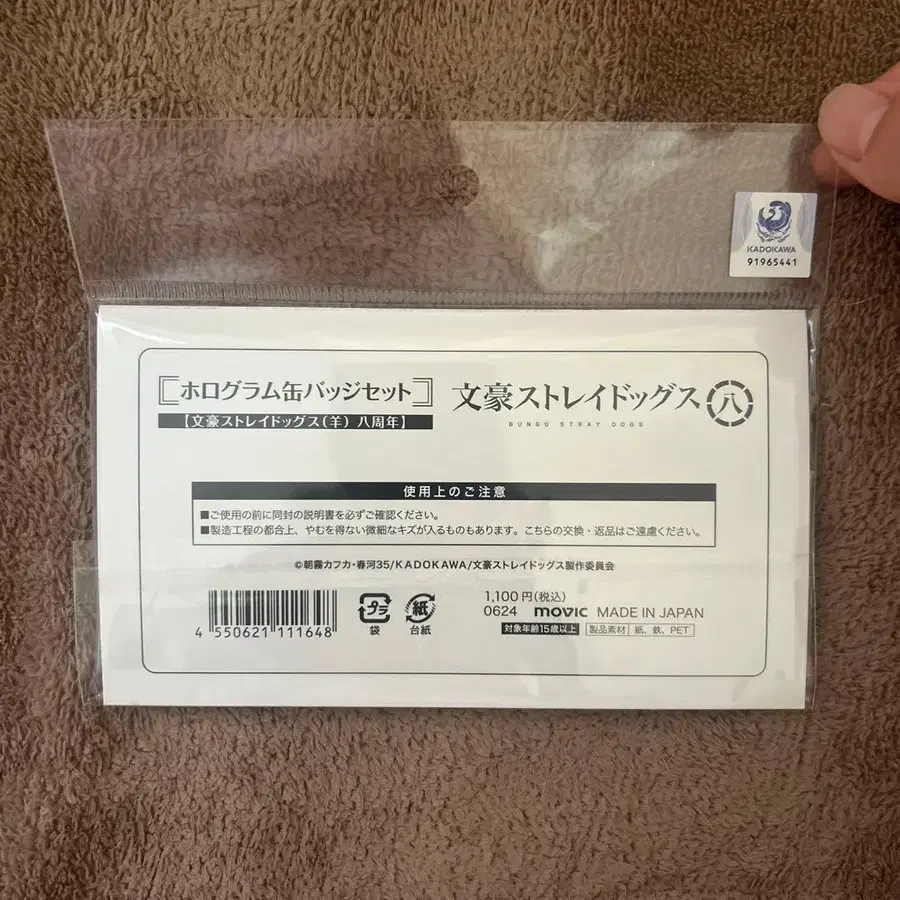 KADOKAWA
91965441
ホログラム缶バッジセット
【文豪ストレイドッグス(羊) 八周年】
文豪ストレイドッグス 八
BUNGO STRAY DOGS
使用上のご注意
■ご使用の前に同封の説明書を必ずご確認ください。
■製造工程の都合上、やむを得ない微細なキズが入るものもあります。こちらの交換・返品はご遠慮ください。
©朝霧カフカ・春河35/KADOKAWA/文豪ストレイドッグス製作委員会
4 550621 111648
プラ
袋
紙
台紙
1,100円(税込)
0624 movic MADE IN JAPAN
対象年齢15歳以上 製品素材 紙、鉄、PET